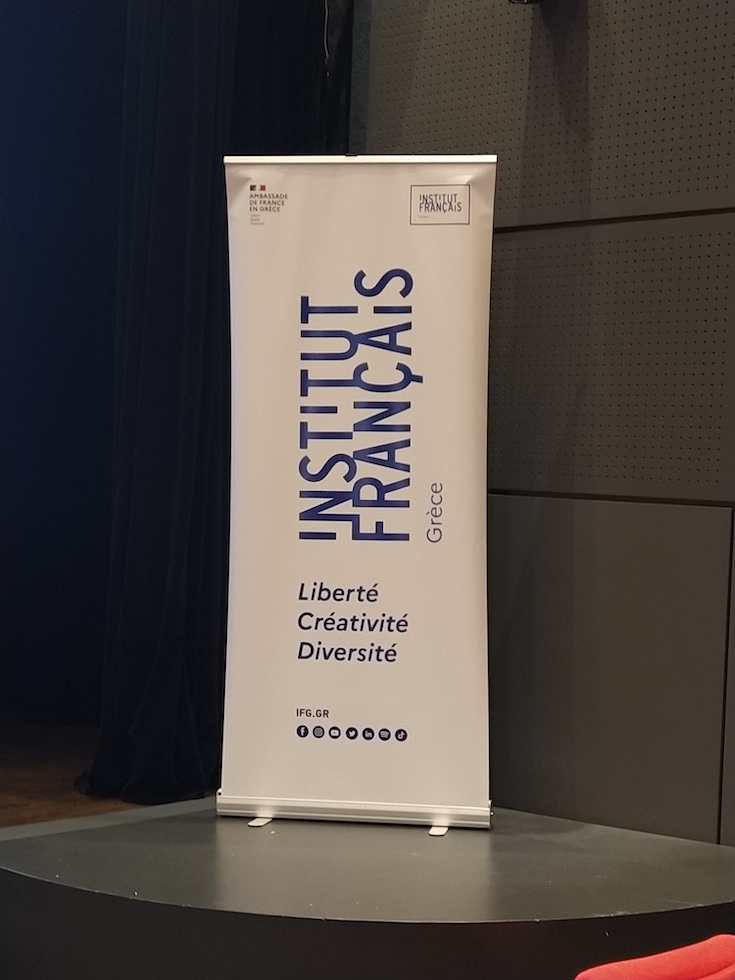 AMBASSADE
DE FRANCE
EN GRÈCE
INSTITUT
FRANÇAIS
INSTITUT
FRANÇAIS
Grèce
Liberté
Créativité
Diversité
IFG.GR